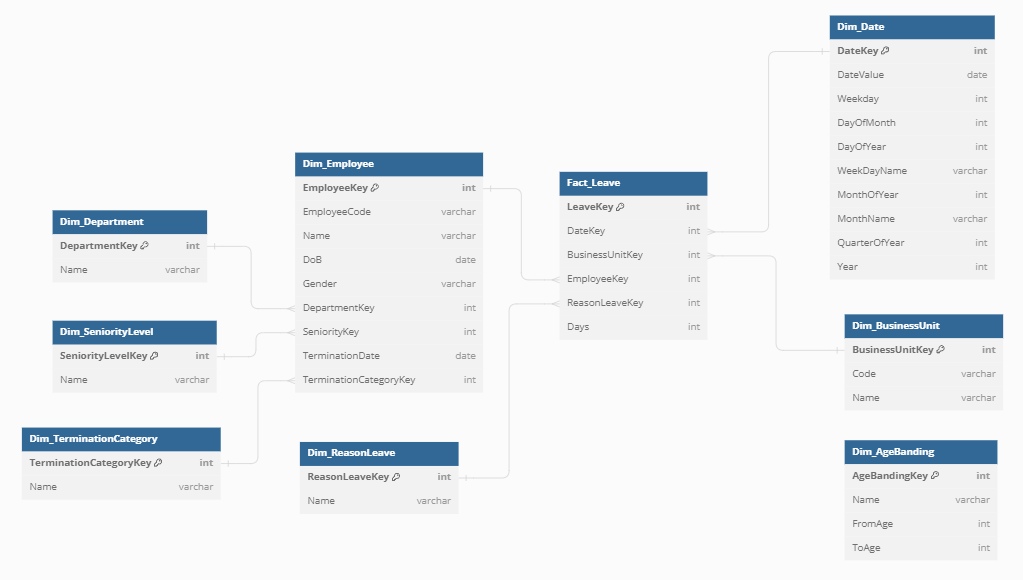 Dim_Date
DateKey int
DateValue date
Weekday int
DayOfMonth int
DayOfYear int
WeekDayName varchar
MonthOfYear int
MonthName varchar
QuarterOfYear int
Year int
Dim_Employee
EmployeeKey int
EmployeeCode varchar
Name varchar
DoB date
Gender varchar
DepartmentKey int
SeniorityKey int
TerminationDate date
TerminationCategoryKey int
Fact_Leave
LeaveKey int
DateKey int
BusinessUnitKey int
EmployeeKey int
ReasonLeaveKey int
Days int
Dim_Department
DepartmentKey int
Name varchar
Dim_SeniorityLevel
SeniorityLevelKey int
Name varchar
Dim_TerminationCategory
TerminationCategoryKey int
Name varchar
Dim_ReasonLeave
ReasonLeaveKey int
Name varchar
Dim_BusinessUnit
BusinessUnitKey int
Code varchar
Name varchar
Dim_AgeBanding
AgeBandingKey int
Name varchar
FromAge int
ToAge int